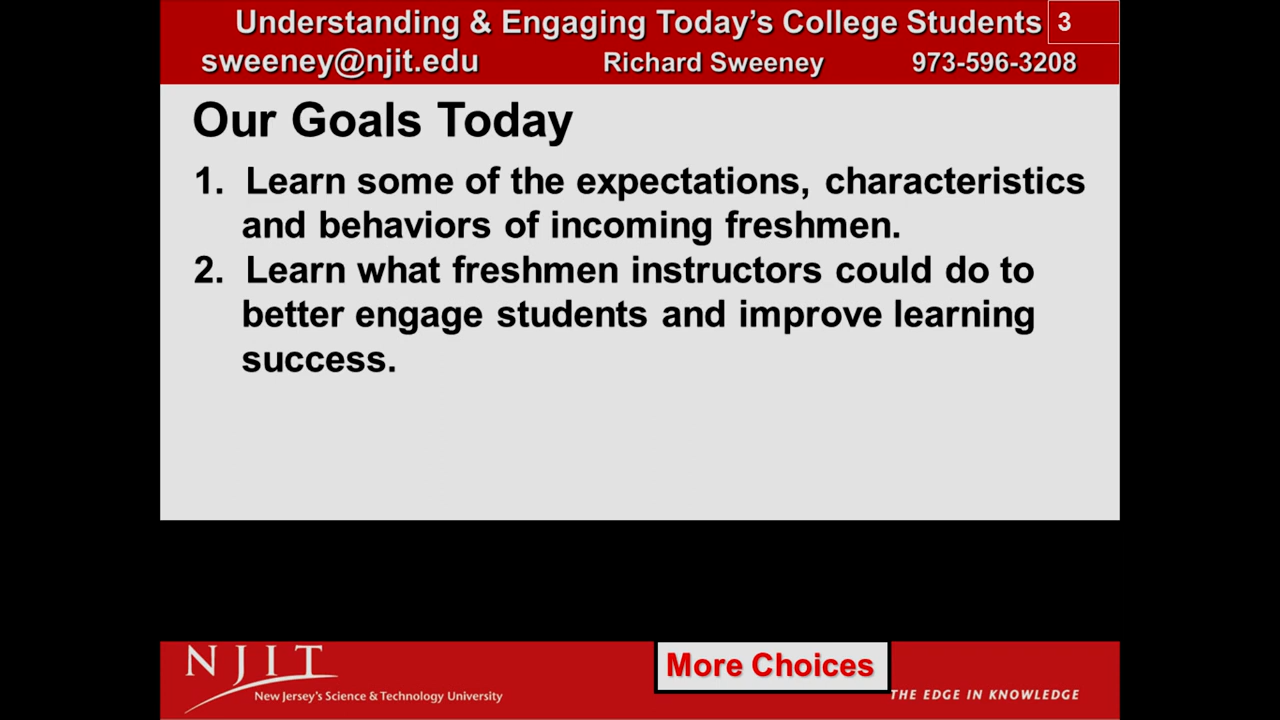 Understanding & Engaging Today's College Students 3
sweeney@njit.edu Richard Sweeney 973-596-3208
Our Goals Today
1. Learn some of the expectations, characteristics
and behaviors of incoming freshmen.
2. Learn what freshmen instructors could do to
better engage students and improve learning
success.
NJIT
New Jersey's Science & Technology University
More Choices
THE EDGE IN KNOWLEDGE